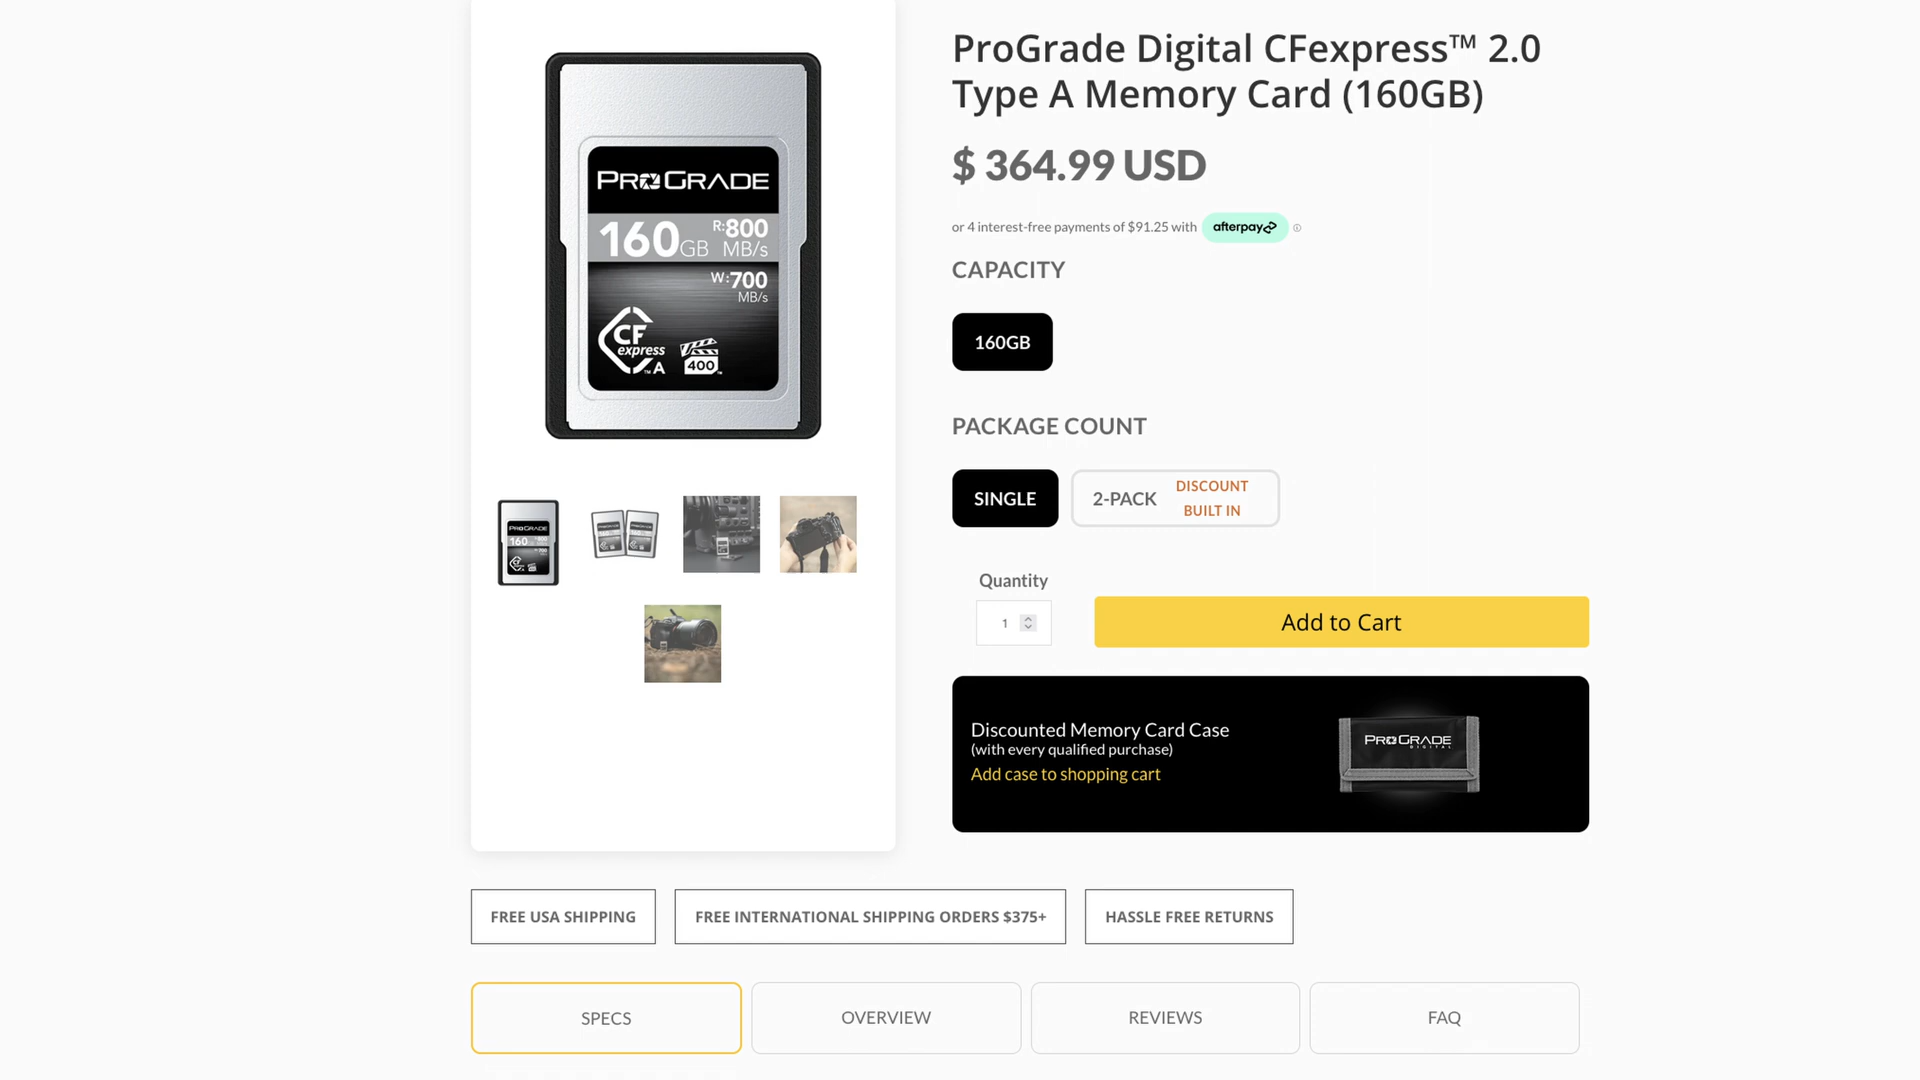 PROGRADE
160GB R:800 MB/s
W:700 MB/s
CF express TM A
400
ProGrade Digital CFexpress™ 2.0
Type A Memory Card (160GB)
$ 364.99 USD
or 4 interest-free payments of $91.25 with afterpay
CAPACITY
160GB
PACKAGE COUNT
SINGLE
2-PACK
DISCOUNT
BUILT IN
Quantity
1
Add to Cart
Discounted Memory Card Case
(with every qualified purchase)
Add case to shopping cart
PROGRADE
DIGITAL
FREE USA SHIPPING
FREE INTERNATIONAL SHIPPING ORDERS $375+
HASSLE FREE RETURNS
SPECS
OVERVIEW
REVIEWS
FAQ